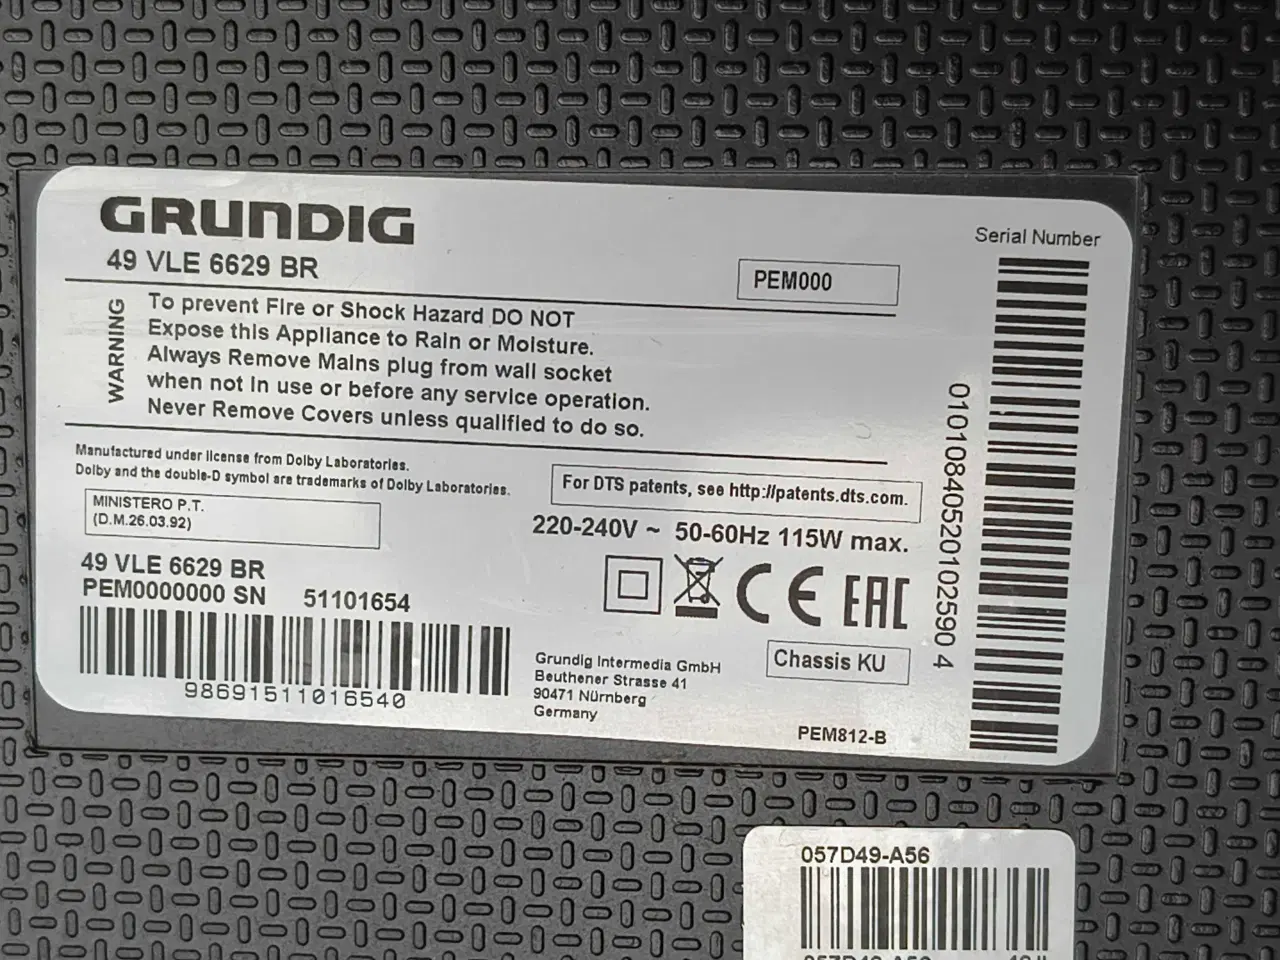 GRUNDIG
49 VLE 6629 BR
PEM000
Serial Number
WARNING
To prevent Fire or Shock Hazard DO NOT
Expose this Appliance to Rain or Moisture.
Always Remove Mains plug from wall socket
when not in use or before any service operation.
Never Remove Covers unless qualified to do so.
Manufactured under license from Dolby Laboratories.
Dolby and the double-D symbol are trademarks of Dolby Laboratories.
For DTS patents, see http://patents.dts.com.
MINISTERO P.T.
(D.M.26.03.92)
220-240V ~ 50-60Hz 115W max.
49 VLE 6629 BR
PEM0000000 SN 51101654
98691511016540
CE EAC
Grundig Intermedia GmbH
Beuthener Strasse 41
90471 Nürnberg
Germany
Chassis KU
PEM812-B
01010840520102590 4
057D49-A56